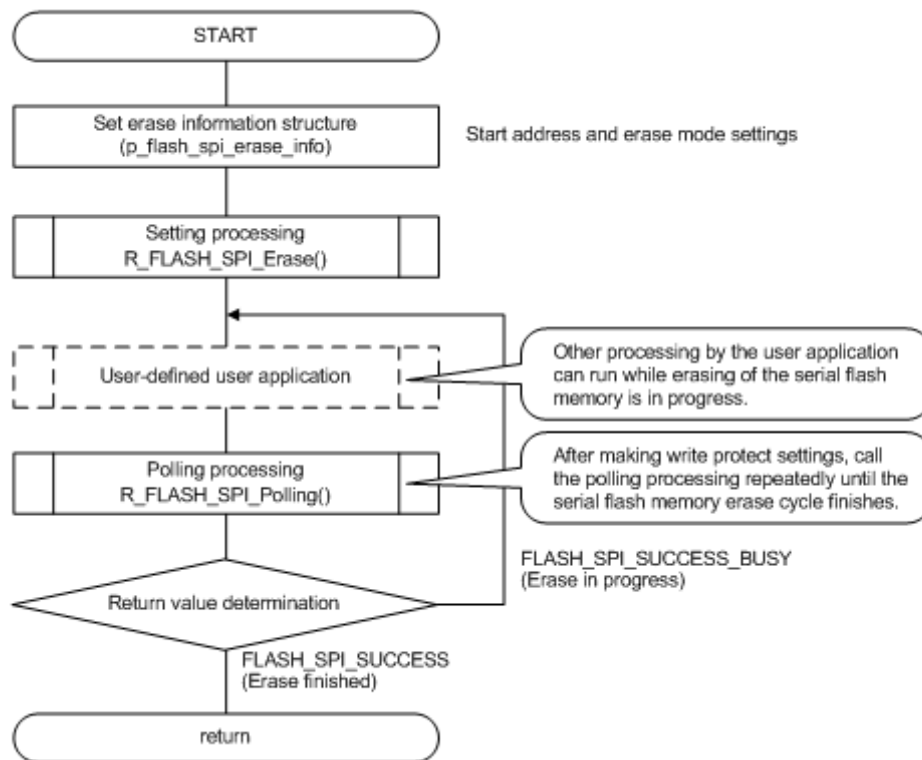 START
Set erase information structure
(p_flash_spi_erase_info)
Start address and erase mode settings
Setting processing
R_FLASH_SPI_Erase()
User-defined user application
Other processing by the user application
can run while erasing of the serial flash
memory is in progress.
Polling processing
R_FLASH_SPI_Polling()
After making write protect settings, call
the polling processing repeatedly until the
serial flash memory erase cycle finishes.
FLASH_SPI_SUCCESS_BUSY
(Erase in progress)
Return value determination
FLASH_SPI_SUCCESS
(Erase finished)
return